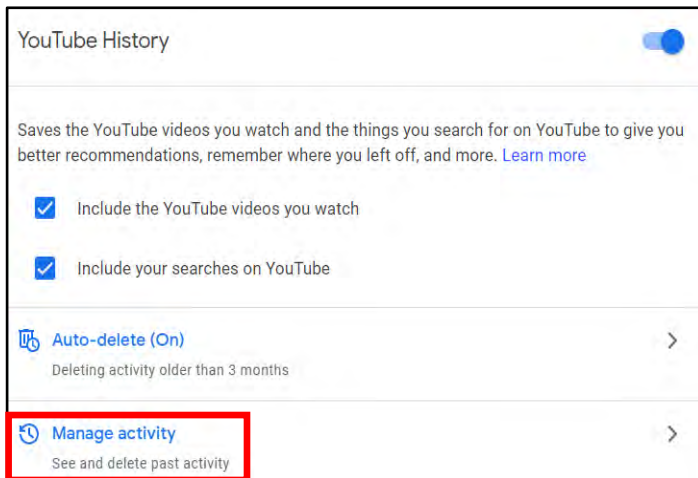 YouTube History
Saves the YouTube videos you watch and the things you search for on YouTube to give you
better recommendations, remember where you left off, and more. Learn more
Include the YouTube videos you watch
Include your searches on YouTube
Auto-delete (On)
Deleting activity older than 3 months
Manage activity
See and delete past activity